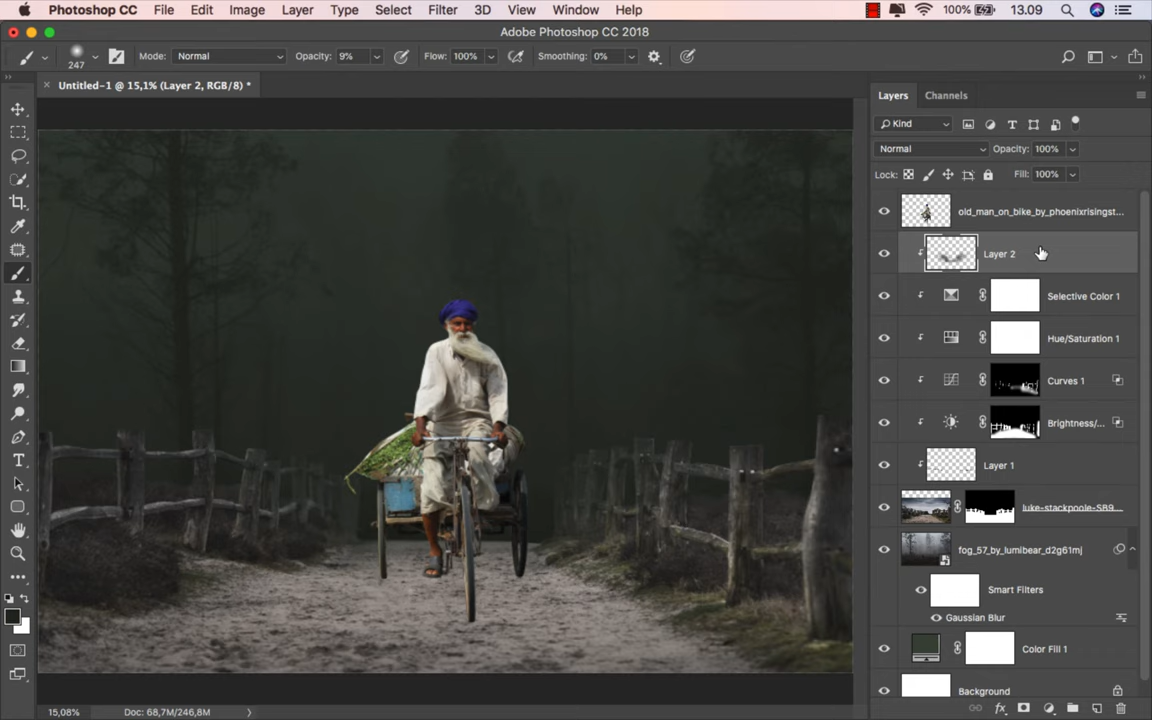 Photoshop CC File Edit Image Layer Type Select Filter 3D View Window Help 100% 13.09
Adobe Photoshop CC 2018
247 Mode: Normal Opacity: 9% Flow: 100% Smoothing: 0%
× Untitled-1 @ 15,1% (Layer 2, RGB/8) *
Layers Channels
Kind
Normal Opacity: 100%
Lock: Fill: 100%
old_man_on_bike_by_phoenixrisingst...
Layer 2
Selective Color 1
Hue/Saturation 1
Curves 1
Brightness/...
Layer 1
luke-stackpoole-SB9...
fog_57_by_lumibear_d2g61mj
Smart Filters
Gaussian Blur
Color Fill 1
Background
15,08% Doc: 68,7M/246,8M